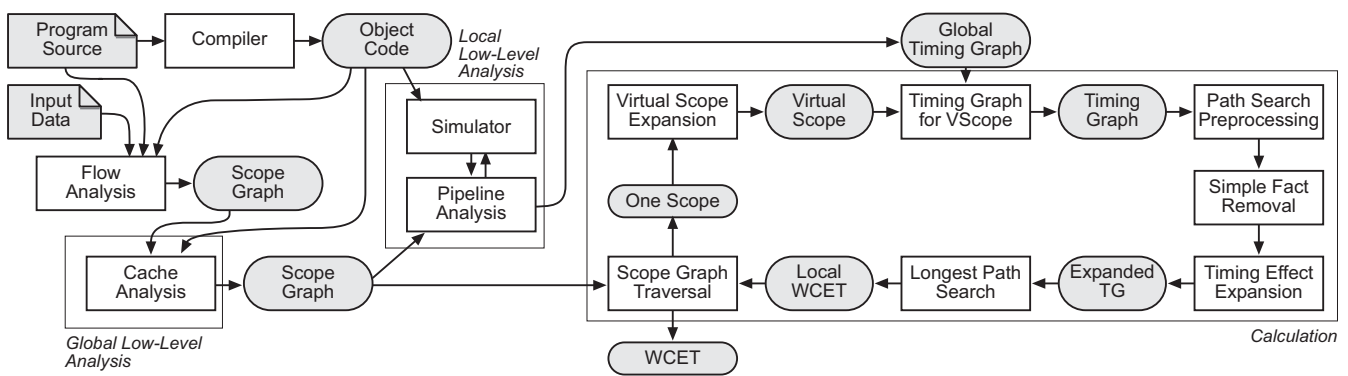 Program
Source
Compiler
Object
Code
Local
Low-Level
Analysis
Global
Timing Graph
Input
Data
Simulator
Virtual Scope
Expansion
Virtual
Scope
Timing Graph
for VScope
Timing
Graph
Path Search
Preprocessing
Flow
Analysis
Scope
Graph
Pipeline
Analysis
One Scope
Simple Fact
Removal
Cache
Analysis
Scope
Graph
Scope Graph
Traversal
Local
WCET
Longest Path
Search
Expanded
TG
Timing Effect
Expansion
Global Low-Level
Analysis
WCET
Calculation